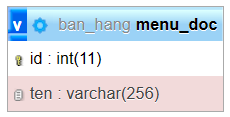 v ban_hang menu_doc
id : int(11)
ten : varchar(256)